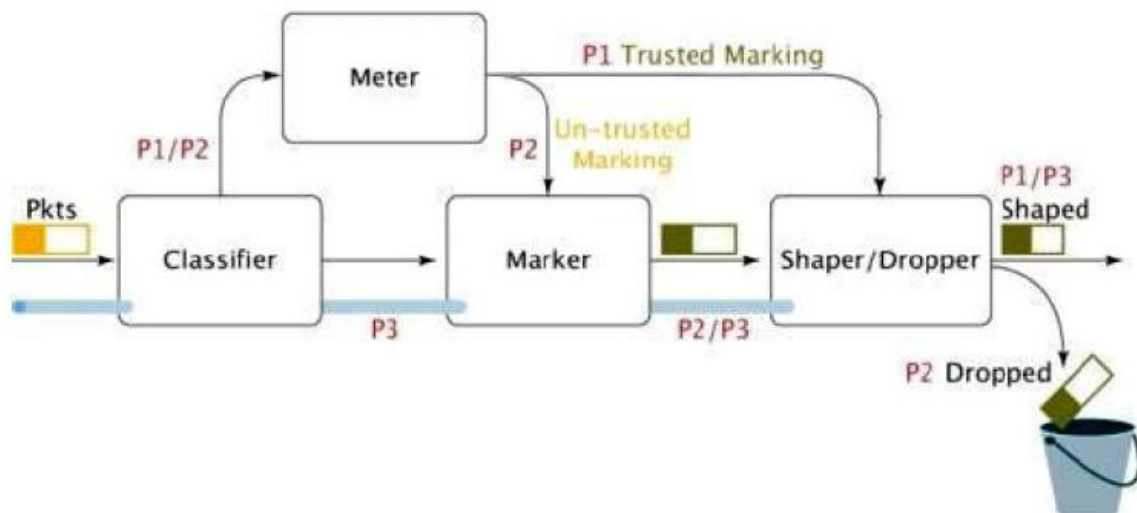 Meter
P1 Trusted Marking
P1/P2
P2
Un-trusted
Marking
Pkts
Classifier
Marker
Shaper/Dropper
P1/P3
Shaped
P3
P2/P3
P2 Dropped